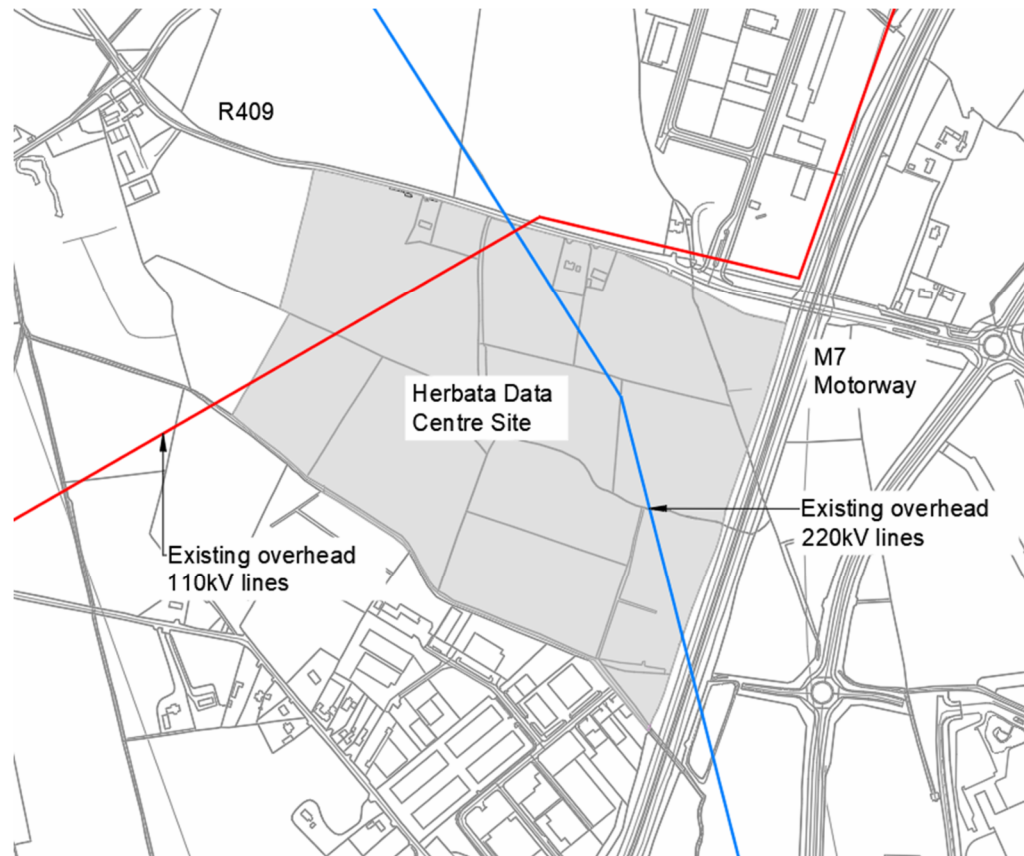 R409
M7
Motorway
Herbata Data
Centre Site
Existing overhead
220kV lines
Existing overhead
110kV lines